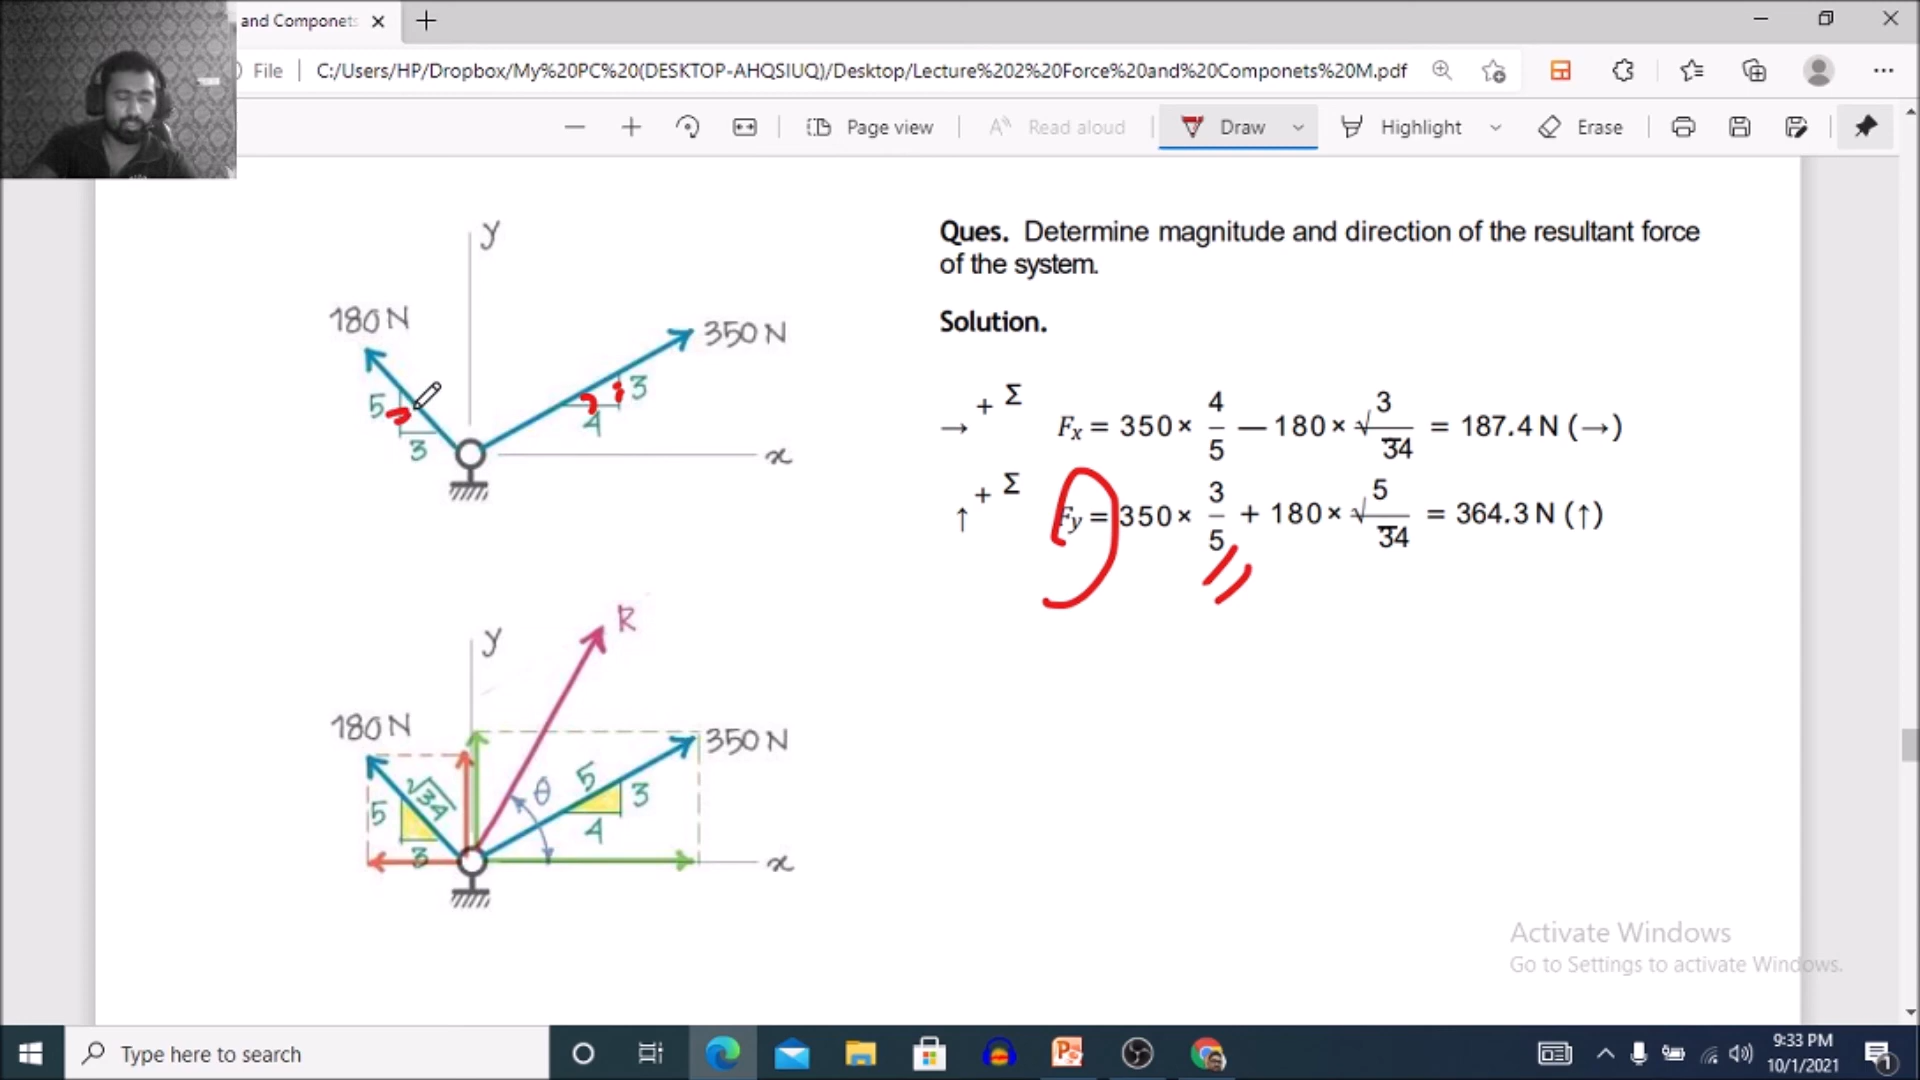 and Componets
File
C:/Users/HP/Dropbox/My%20PC%20(DESKTOP-AHQSIUQ)/Desktop/Lecture%202%20Force%20and%20Componets%20M.pdf
Page view
Read aloud
Draw
Highlight
Erase
y
180 N
350 N
5
3
3
4
x
Ques. Determine magnitude and direction of the resultant force
of the system.
Solution.
→ + Σ Fx = 350 × 4/5 — 180 × 3/√34 = 187.4 N (→)
↑ + Σ Fy = 350 × 3/5 + 180 × 5/√34 = 364.3 N (↑)
R
y
180 N
350 N
5
√34
3
θ
5
3
4
x
Activate Windows
Go to Settings to activate Windows.
Type here to search
9:33 PM
10/1/2021
1